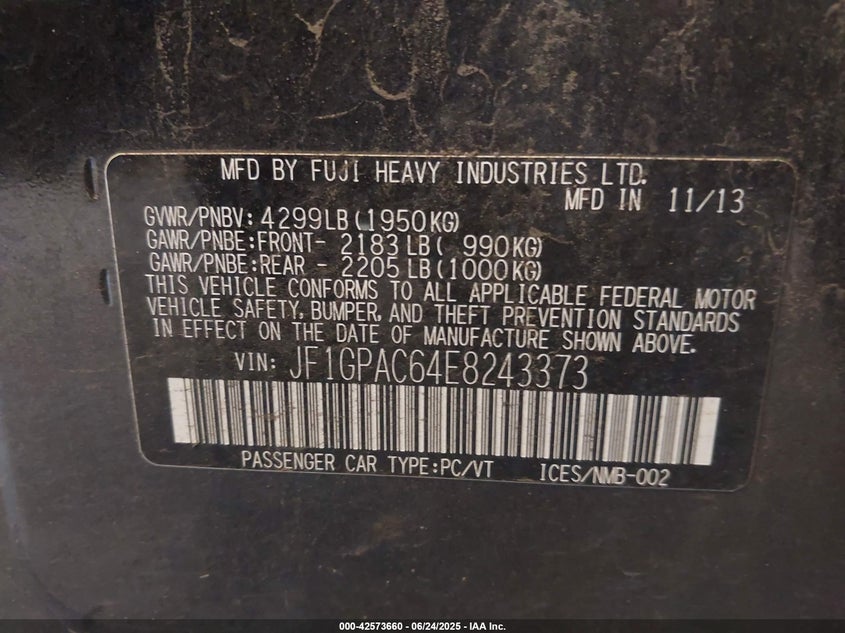 MFD BY FUJI HEAVY INDUSTRIES LTD.
MFD IN 11/13
GVWR/PNBV: 4299LB (1950KG)
GAWR/PNBE:FRONT- 2183LB( 990KG)
GAWR/PNBE:REAR - 2205LB(1000KG)
THIS VEHICLE CONFORMS TO ALL APPLICABLE FEDERAL MOTOR
VEHICLE SAFETY, BUMPER, AND THEFT PREVENTION STANDARDS
IN EFFECT ON THE DATE OF MANUFACTURE SHOWN ABOVE.
VIN: JF1GPAC64E8243373
PASSENGER CAR TYPE:PC/VT ICES/NMB-002
000-42573660 - 06/24/2025 - IAA Inc.